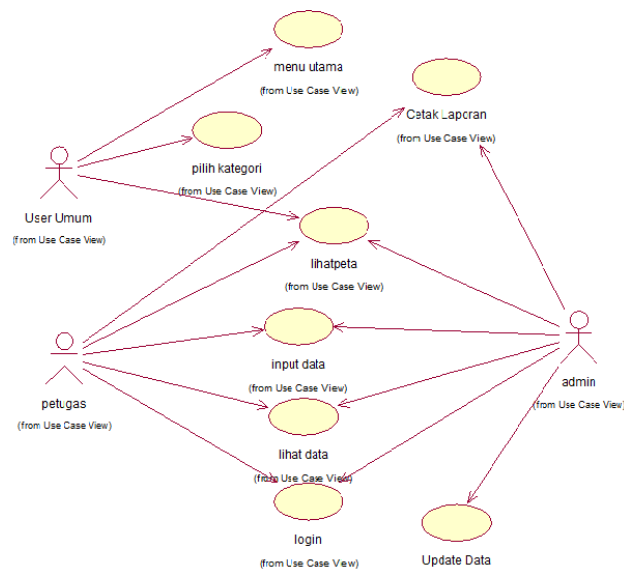 menu utama
(from Use Case View)
Cetak Laporan
(from Use Case View)
pilih kategori
(from Use Case View)
User Umum
(from Use Case View)
lihatpeta
(from Use Case View)
input data
(from Use Case View)
petugas
(from Use Case View)
admin
(from Use Case View)
lihat data
(from Use Case View)
login
(from Use Case View)
Update Data